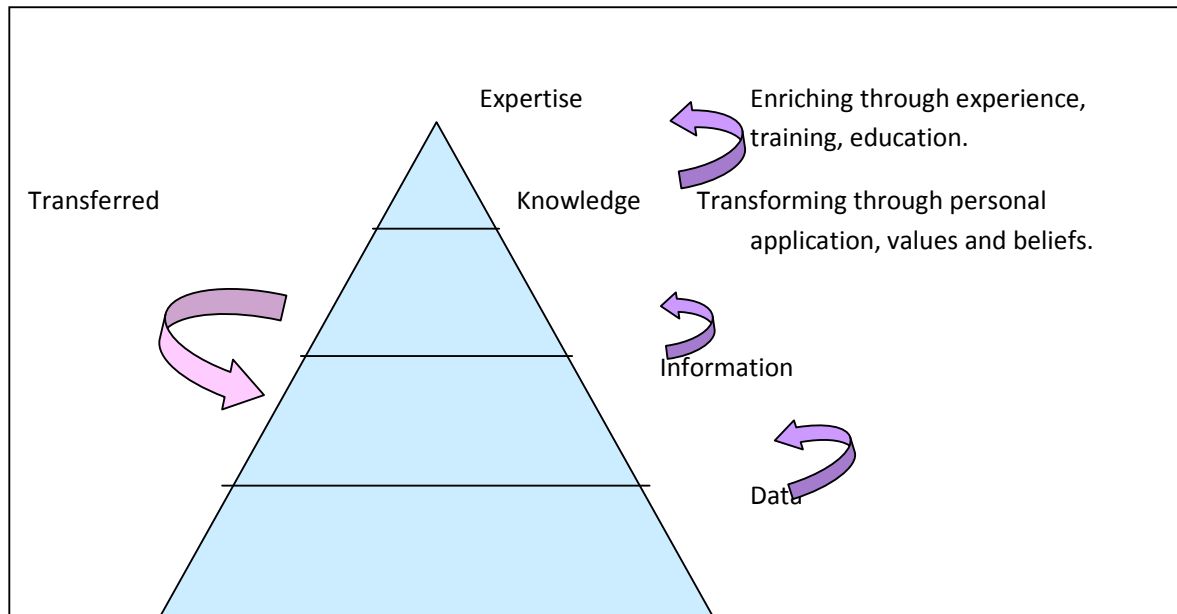 Expertise
Enriching through experience,
training, education.
Transferred
Knowledge
Transforming through personal
application, values and beliefs.
Information
Data